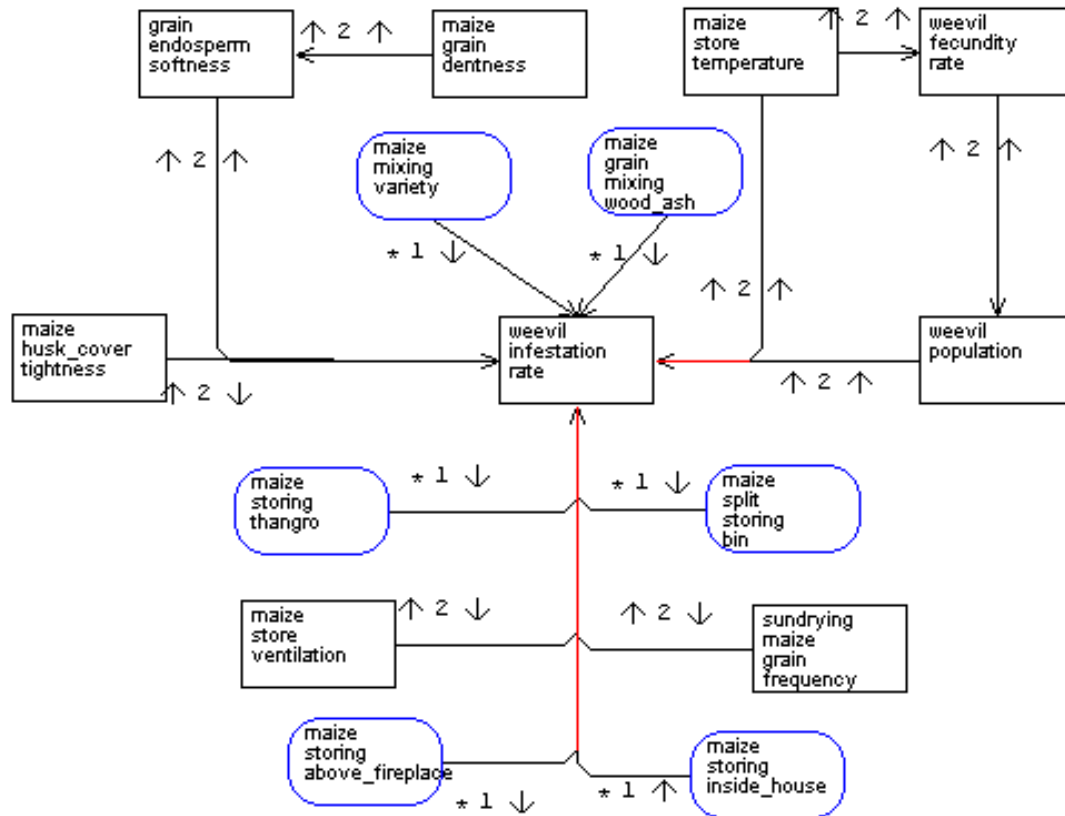 grain
endosperm
softness
↑ 2 ↑
maize
grain
dentness
maize
store
temperature
↑ 2 ↑
weevil
fecundity
rate
↑ 2 ↑
maize
mixing
variety
maize
grain
mixing
wood_ash
↑ 2 ↑
* 1 ↓
* 1 ↓
↑ 2 ↑
maize
husk_cover
tightness
↑ 2 ↓
weevil
infestation
rate
weevil
population
↑ 2 ↑
maize
storing
thangro
* 1 ↓
* 1 ↓
maize
split
storing
bin
maize
store
ventilation
↑ 2 ↓
↑ 2 ↓
sundrying
maize
grain
frequency
maize
storing
above_fireplace
* 1 ↓
* 1 ↑
maize
storing
inside_house